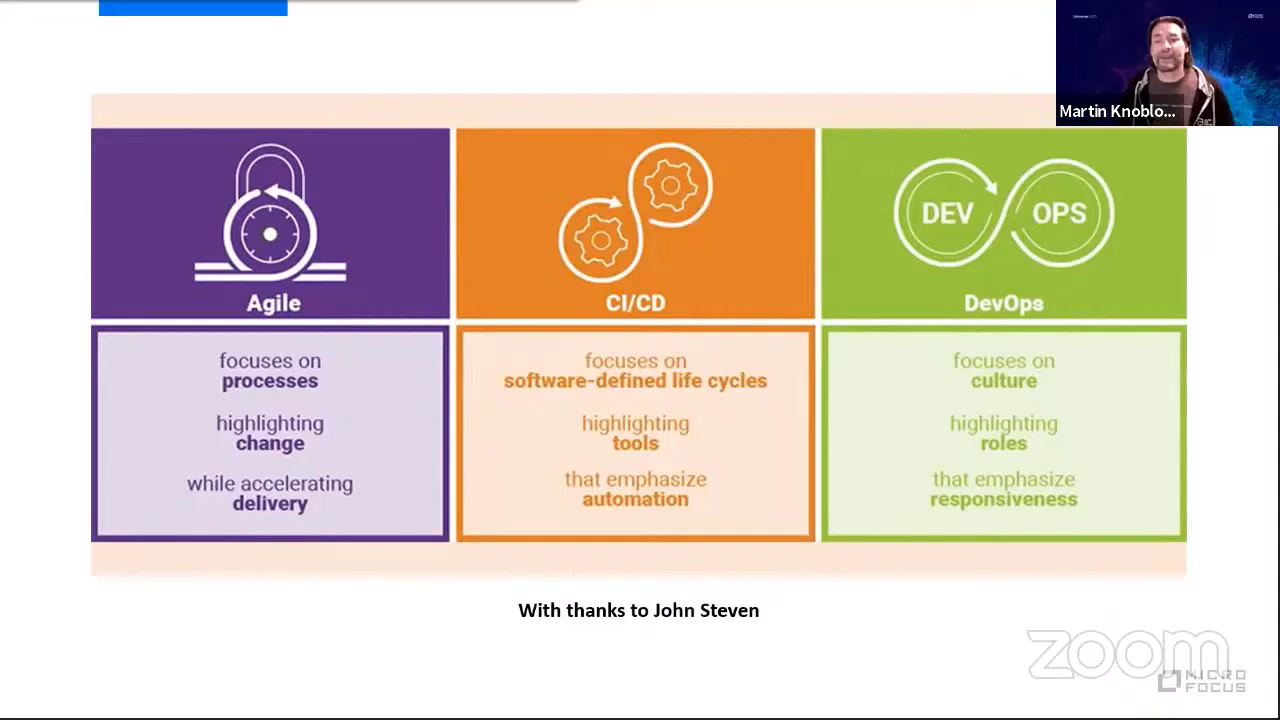 Martin Knoblo...
DEV
OPS
Agile
CI/CD
DevOps
focuses on
processes
highlighting
change
while accelerating
delivery
focuses on
software-defined life cycles
highlighting
tools
that emphasize
automation
focuses on
culture
highlighting
roles
that emphasize
responsiveness
With thanks to John Steven
zoom
MICRO
FOCUS